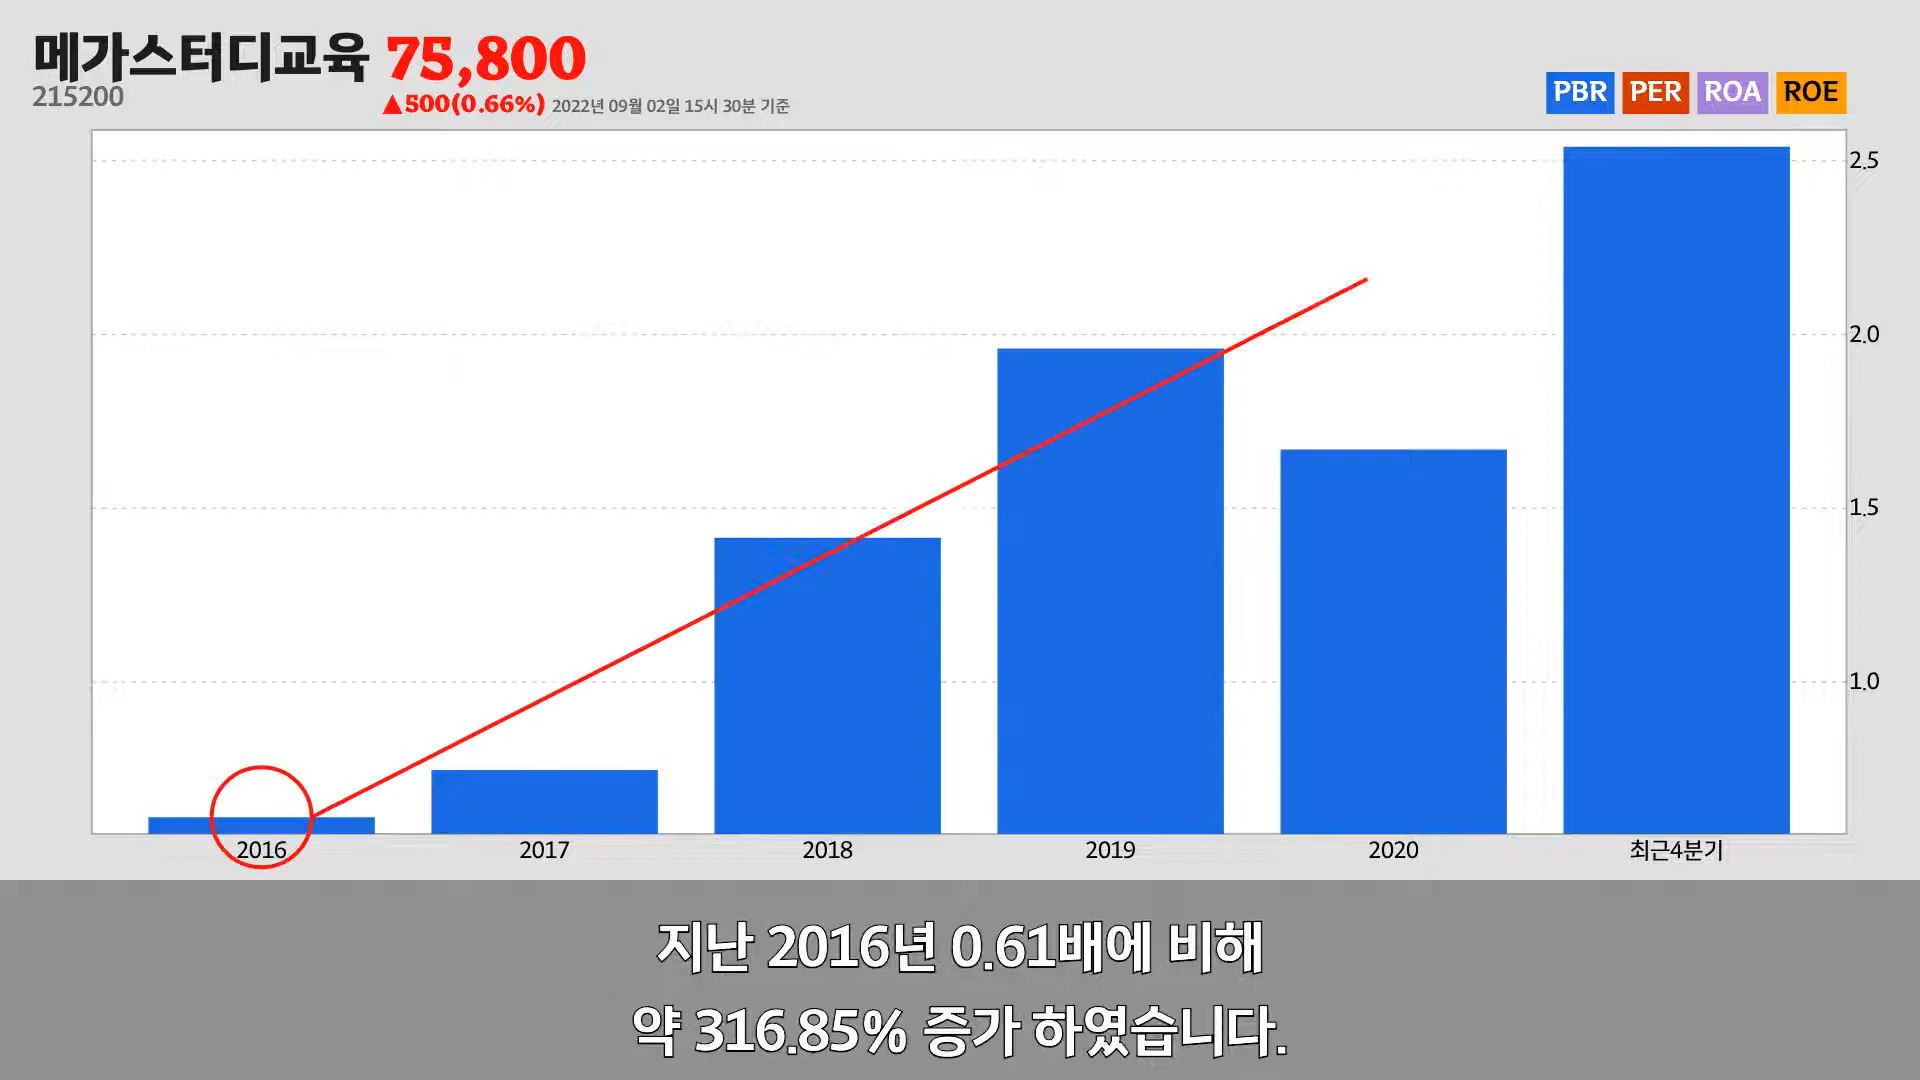 메가스터디교육 75,800
215200
▲500(0.66%) 2022년 09월 02일 15시 30분 기준
PBR PER ROA ROE
2.5
2.0
1.5
1.0
2016 2017 2018 2019 2020 최근4분기
지난 2016년 0.61배에 비해
약 316.85% 증가 하였습니다.